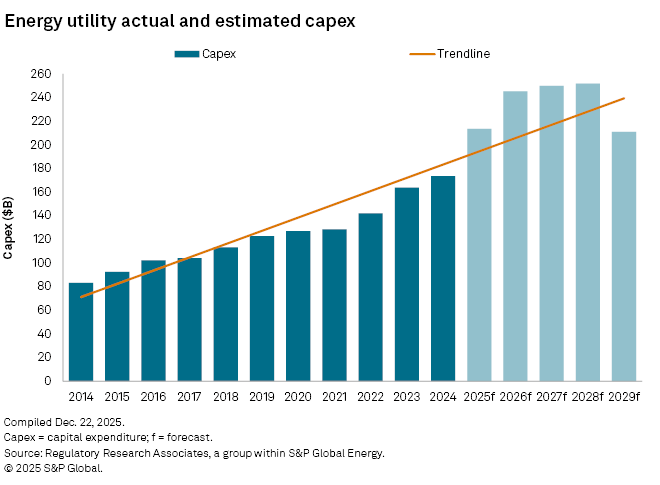 Energy utility actual and estimated capex
Capex
Trendline
Capex ($B)
260
240
220
200
180
160
140
120
100
80
60
40
20
0
2014 2015 2016 2017 2018 2019 2020 2021 2022 2023 2024 2025f 2026f 2027f 2028f 2029f
Compiled Dec. 22, 2025.
Capex = capital expenditure; f = forecast.
Source: Regulatory Research Associates, a group within S&P Global Energy.
© 2025 S&P Global.